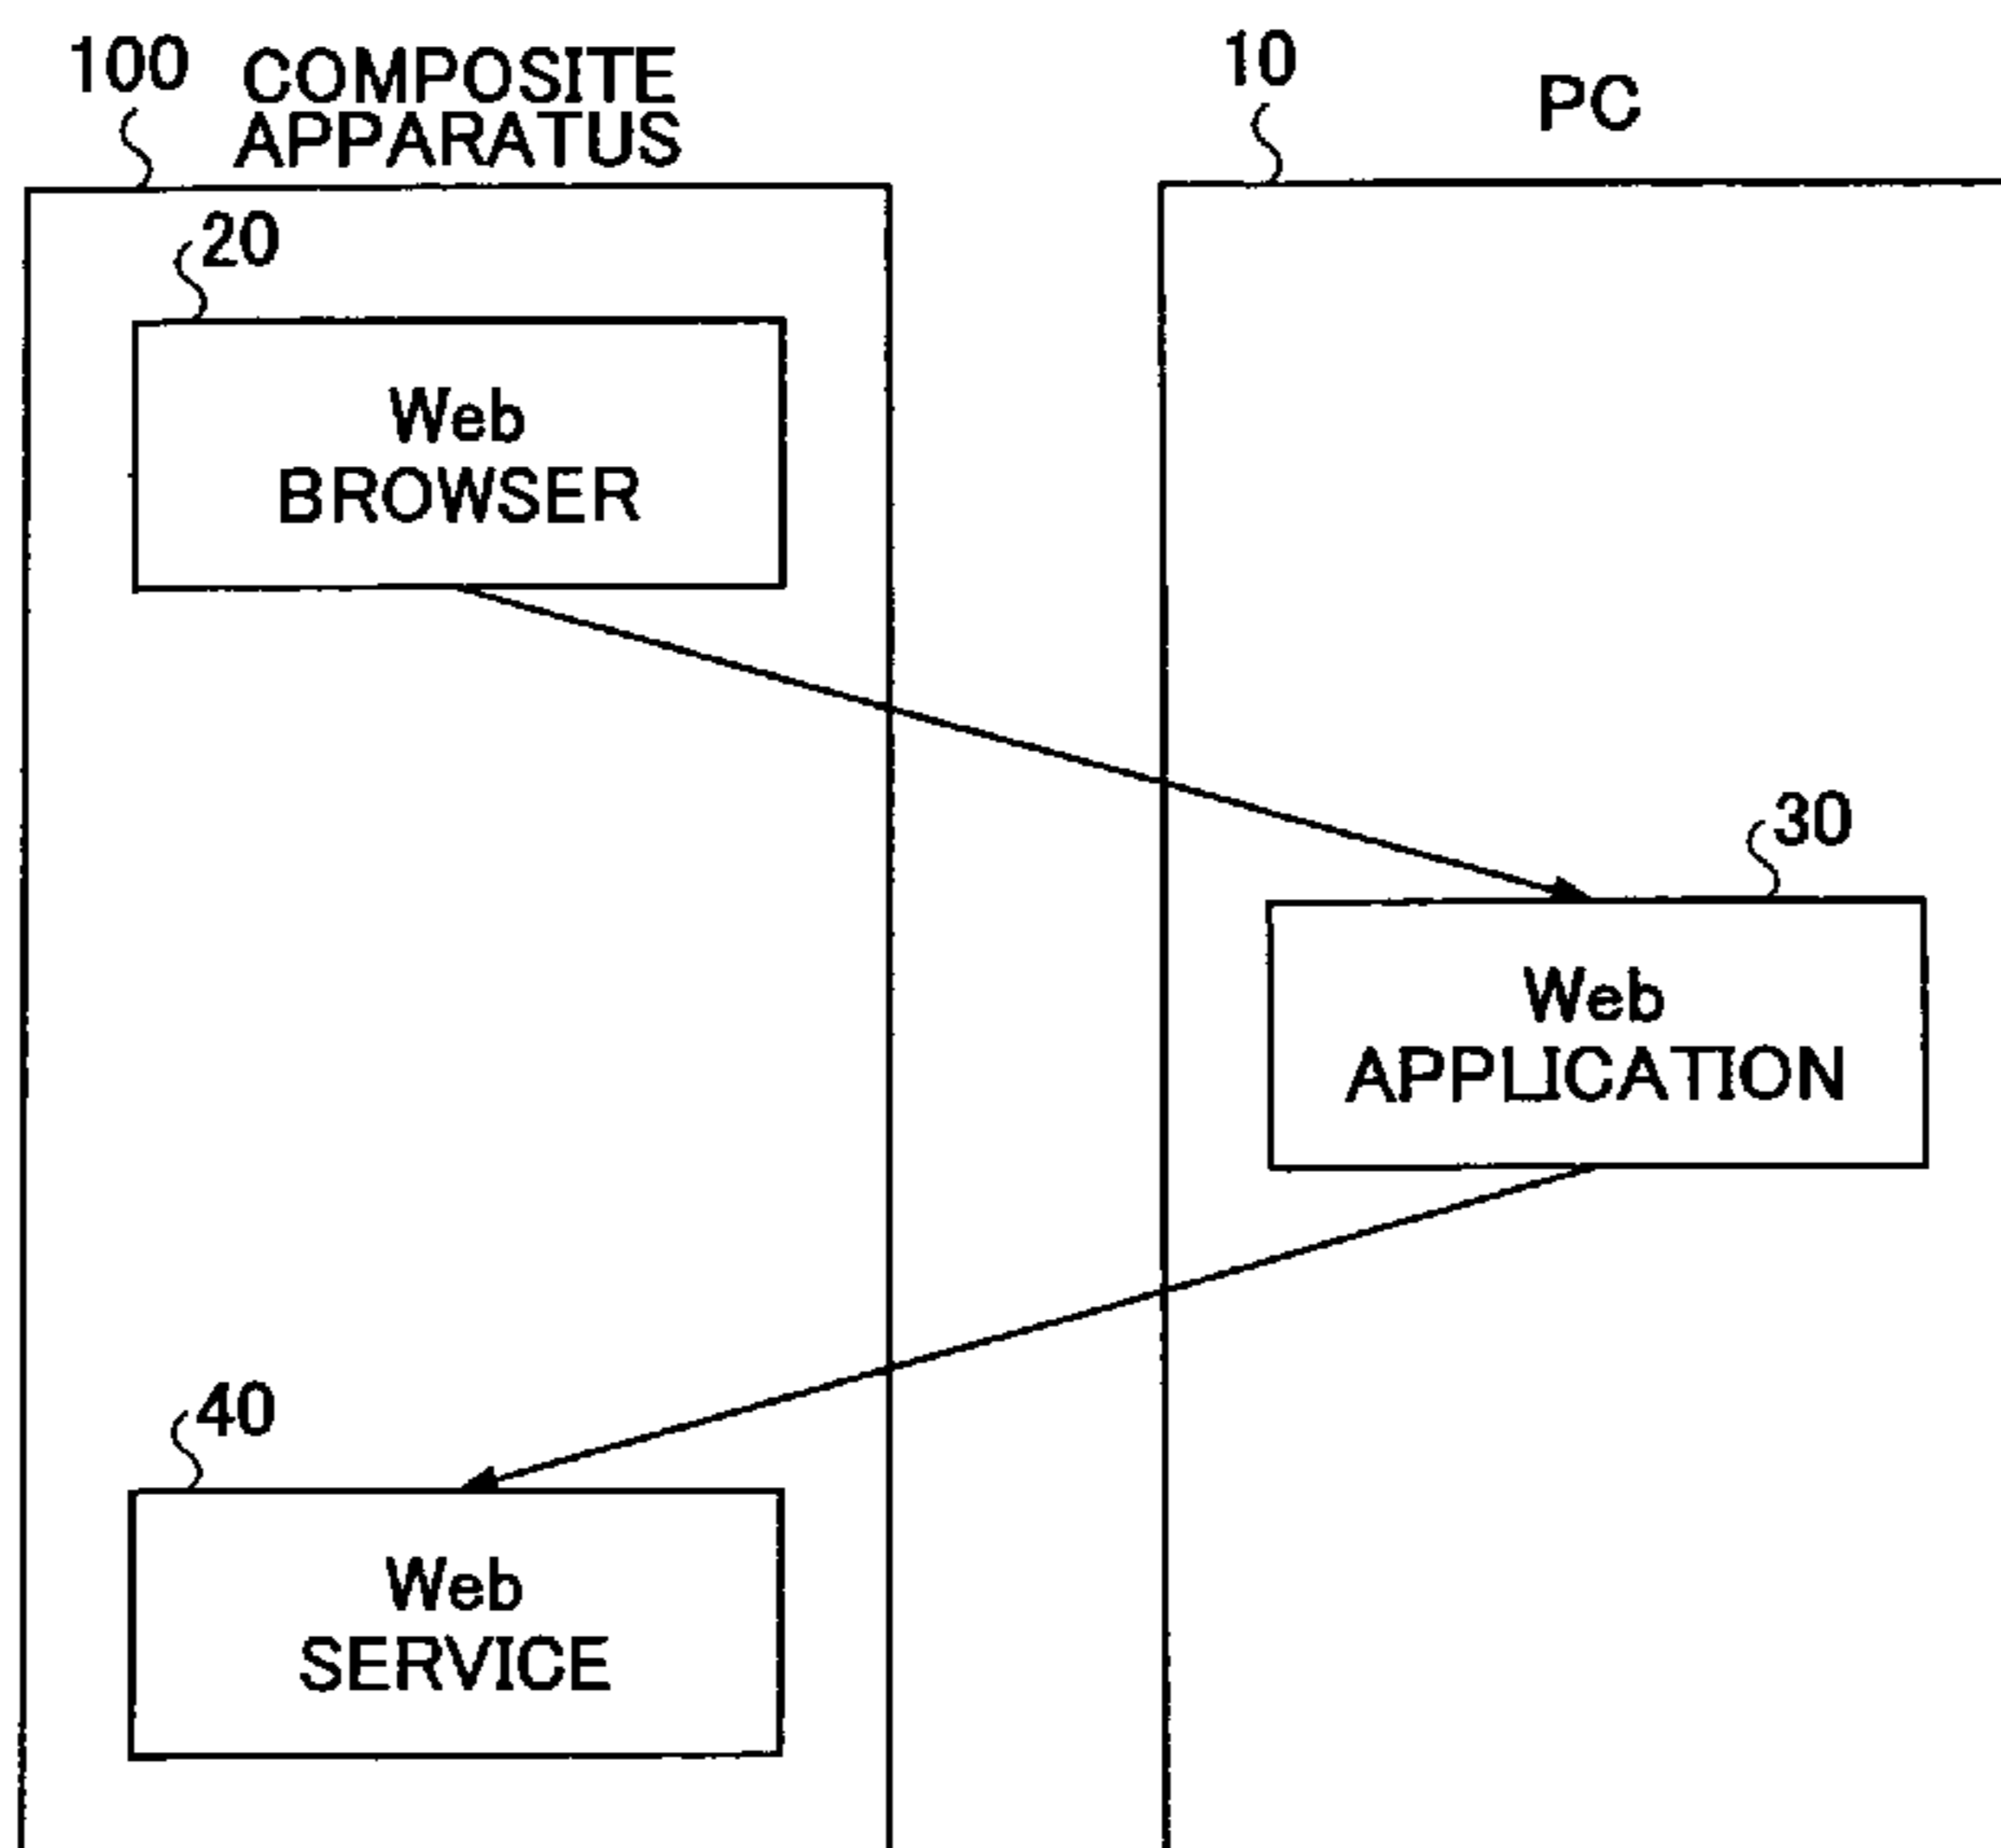 100
COMPOSITE
APPARATUS
10
PC
20
Web
BROWSER
30
Web
APPLICATION
40
Web
SERVICE